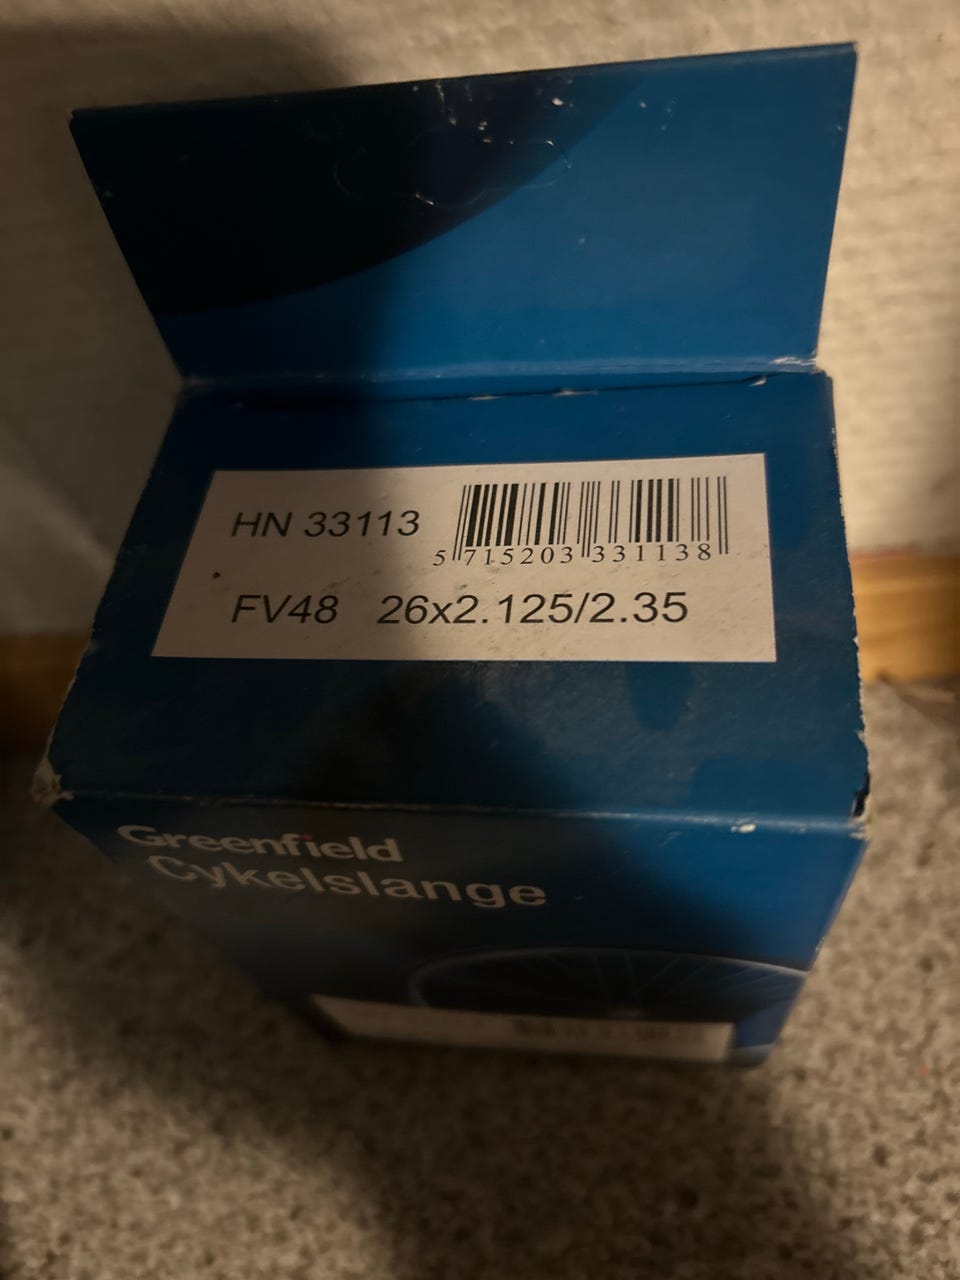 HN 33113
5 715203 331138
FV48 26x2.125/2.35
Greenfield
Cykelslange